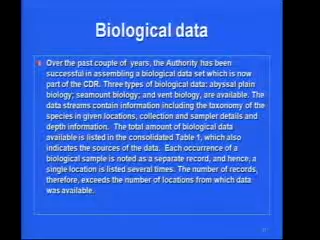 Biological data
Over the past couple of years, the Authority has been
successful in assembling a biological data set which is now
part of the CDR. Three types of biological data: abyssal plain
biology; seamount biology; and vent biology, are available. The
data streams contain information including the taxonomy of the
species in given locations, collection and sampler details and
depth information. The total amount of biological data
available is listed in the consolidated Table 1, which also
indicates the sources of the data. Each occurrence of a
biological sample is noted as a separate record, and hence, a
single location is listed several times. The number of records,
therefore, exceeds the number of locations from which data
was available.